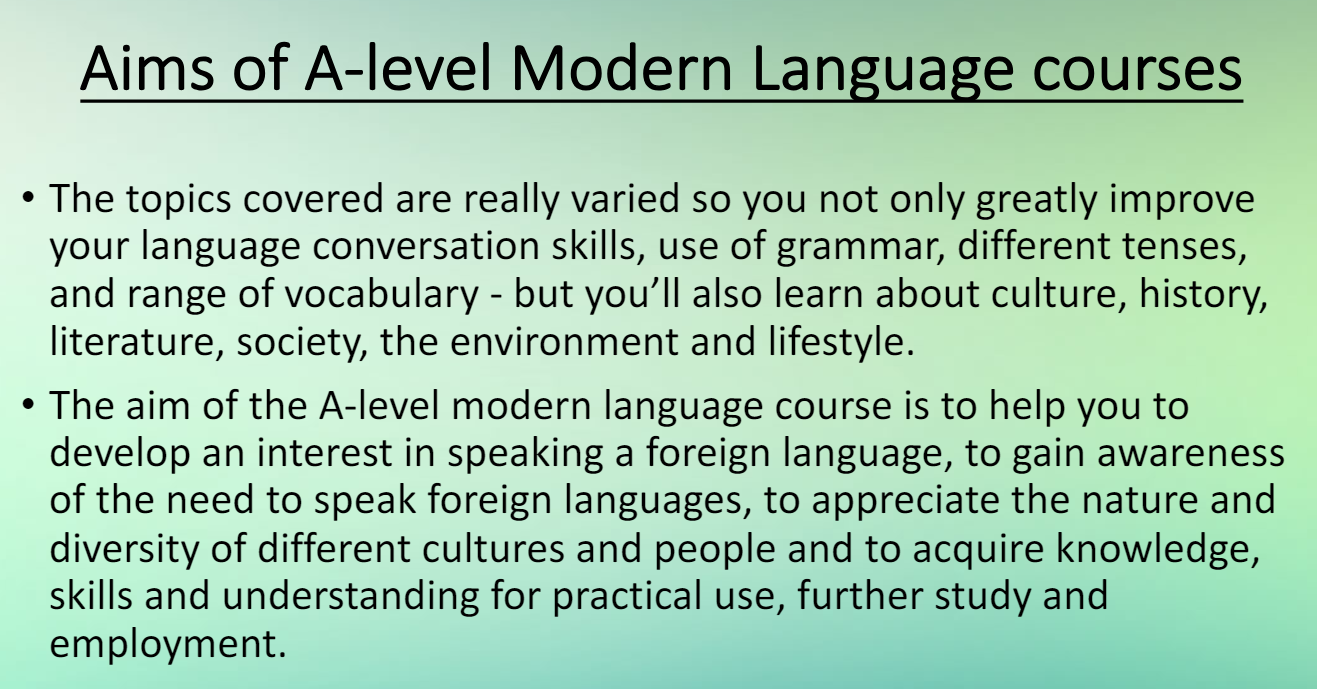 Aims of A-level Modern Language courses
• The topics covered are really varied so you not only greatly improve
your language conversation skills, use of grammar, different tenses,
and range of vocabulary - but you’ll also learn about culture, history,
literature, society, the environment and lifestyle.
• The aim of the A-level modern language course is to help you to
develop an interest in speaking a foreign language, to gain awareness
of the need to speak foreign languages, to appreciate the nature and
diversity of different cultures and people and to acquire knowledge,
skills and understanding for practical use, further study and
employment.